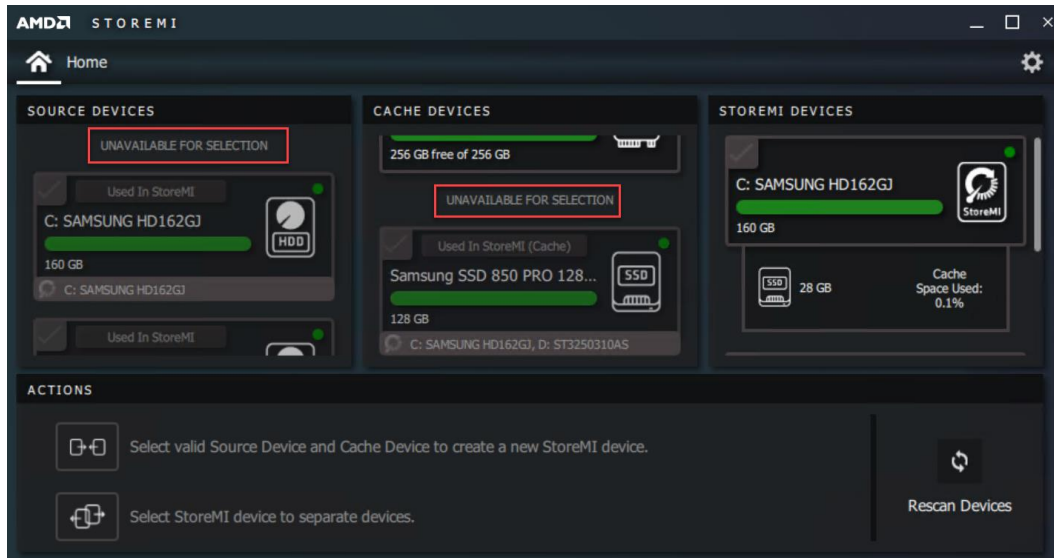 AMD STOREMI
Home
SOURCE DEVICES
UNAVAILABLE FOR SELECTION
Used In StoreMI
C: SAMSUNG HD162GJ
HDD
160 GB
C: SAMSUNG HD162GJ
Used In StoreMI
CACHE DEVICES
256 GB free of 256 GB
UNAVAILABLE FOR SELECTION
Used In StoreMI (Cache)
Samsung SSD 850 PRO 128...
SSD
128 GB
C: SAMSUNG HD162GJ, D: ST3250310AS
STOREMI DEVICES
C: SAMSUNG HD162GJ
StoreMI
160 GB
SSD
28 GB
Cache
Space Used:
0.1%
ACTIONS
Select valid Source Device and Cache Device to create a new StoreMI device.
Select StoreMI device to separate devices.
Rescan Devices